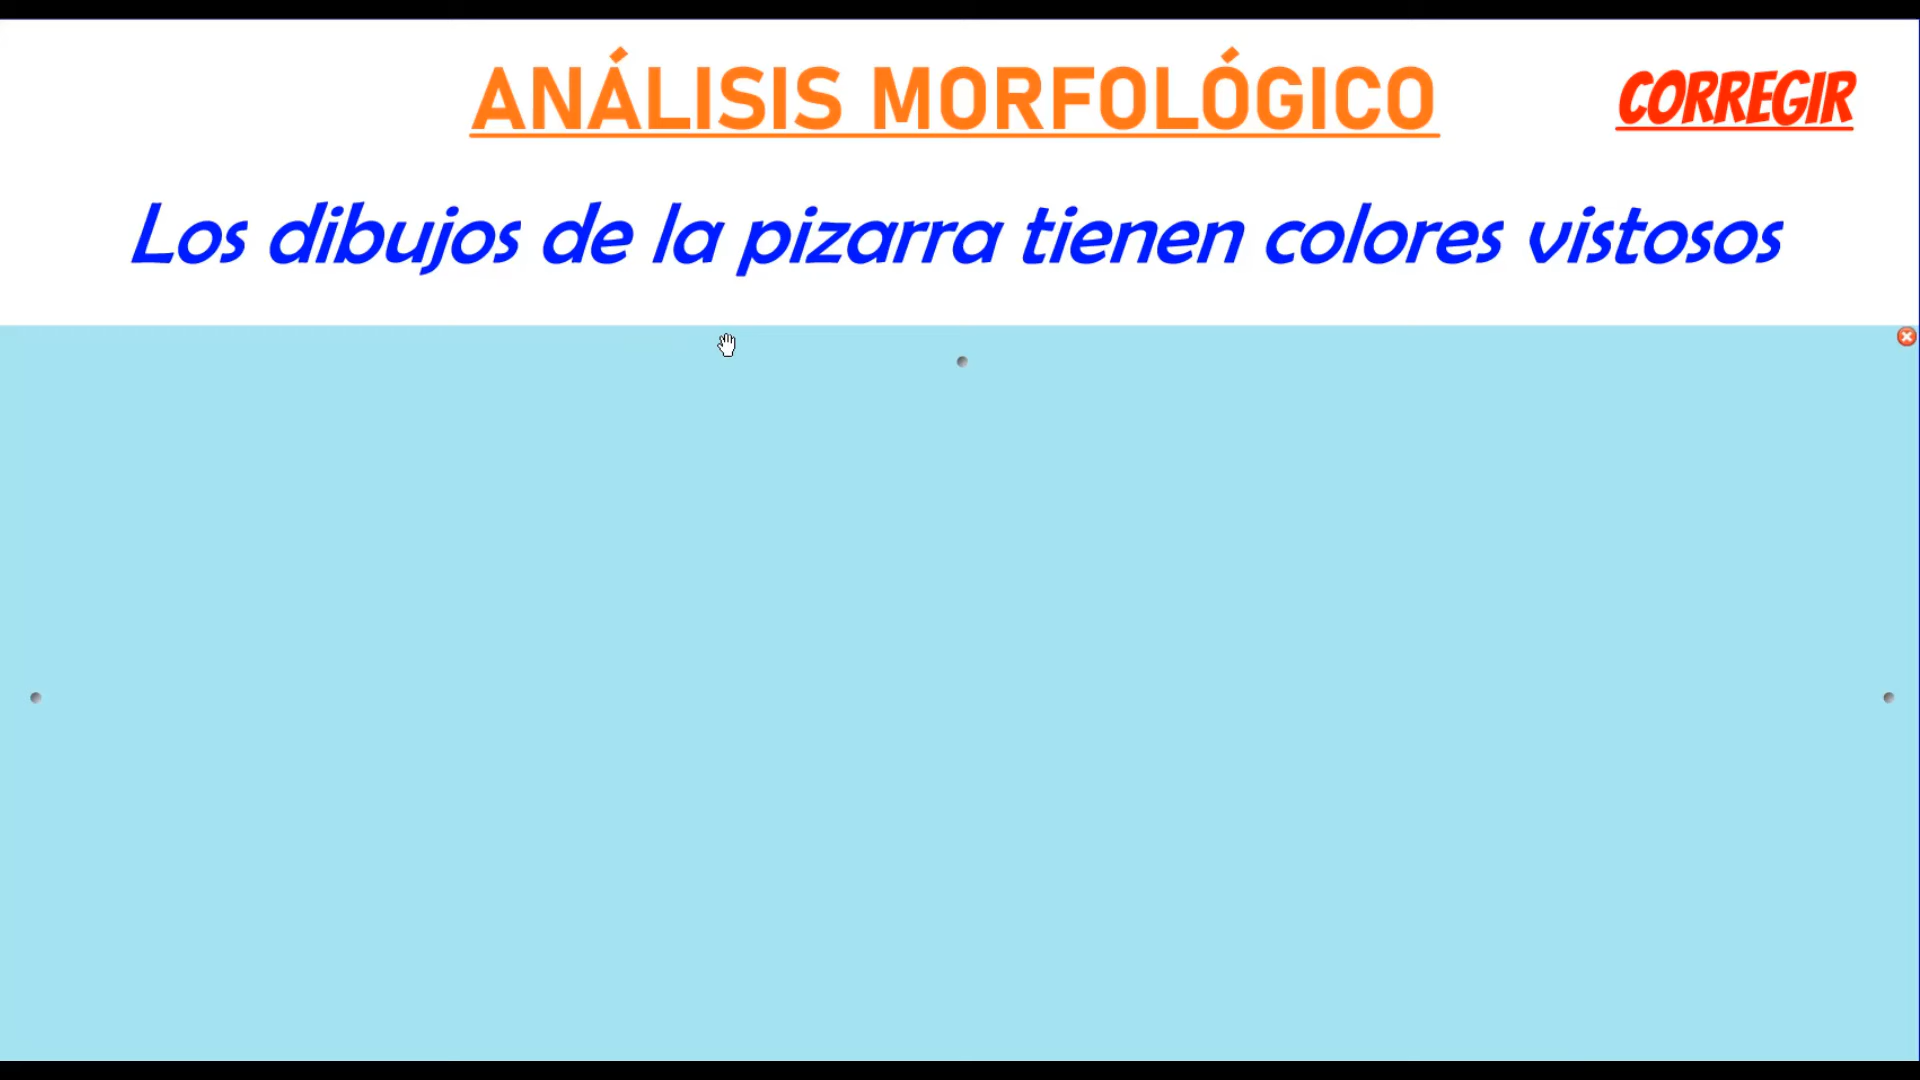 ANÁLISIS MORFOLÓGICO
CORREGIR
Los dibujos de la pizarra tienen colores vistosos